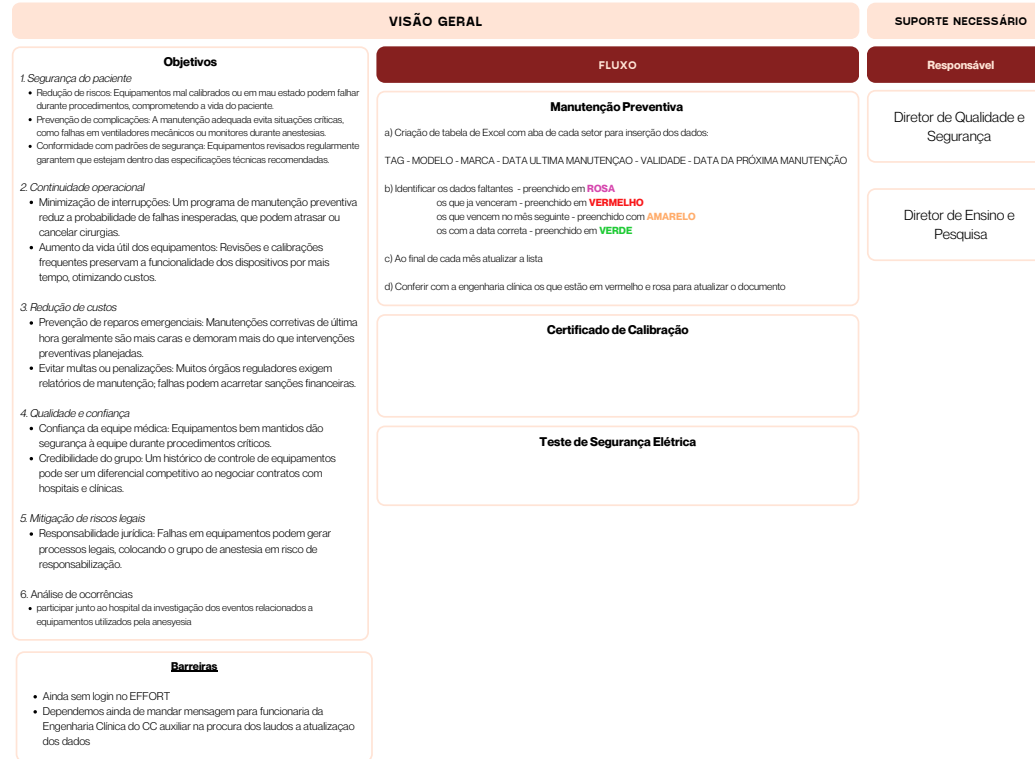 VISÃO GERAL
SUPORTE NECESSÁRIO
Objetivos
1. Segurança do paciente
• Redução de riscos: Equipamentos mal calibrados ou em mau estado podem falhar
durante procedimentos, comprometendo a vida do paciente.
• Prevenção de complicações: A manutenção adequada evita situações críticas,
como falhas em ventiladores mecânicos ou monitores durante anestesias.
• Conformidade com padrões de segurança: Equipamentos revisados regularmente
garantem que estejam dentro das especificações técnicas recomendadas.
2. Continuidade operacional
• Minimização de interrupções: Um programa de manutenção preventiva
reduz a probabilidade de falhas inesperadas, que podem atrasar ou
cancelar cirurgias.
• Aumento da vida útil dos equipamentos: Revisões e calibrações
frequentes preservam a funcionalidade dos dispositivos por mais
tempo, otimizando custos.
3. Redução de custos
• Prevenção de reparos emergenciais: Manutenções corretivas de última
hora geralmente são mais caras e demoram mais do que intervenções
preventivas planejadas.
• Evitar multas ou penalizações: Muitos órgãos reguladores exigem
relatórios de manutenção; falhas podem acarretar sanções financeiras.
4. Qualidade e confiança
• Confiança da equipe médica: Equipamentos bem mantidos dão
segurança à equipe durante procedimentos críticos.
• Credibilidade do grupo: Um histórico de controle de equipamentos
pode ser um diferencial competitivo ao negociar contratos com
hospitais e clínicas.
5. Mitigação de riscos legais
• Responsabilidade jurídica: Falhas em equipamentos podem gerar
processos legais, colocando o grupo de anestesia em risco de
responsabilização.
6. Análise de ocorrências
• participar junto ao hospital da investigação dos eventos relacionados a
equipamentos utilizados pela anesyesia
Barreiras
• Ainda sem login no EFFORT
• Dependemos ainda de mandar mensagem para funcionaria da
Engenharia Clínica do CC auxiliar na procura dos laudos a atualizaçao
dos dados
FLUXO
Manutenção Preventiva
a) Criação de tabela de Excel com aba de cada setor para inserção dos dados:
TAG - MODELO - MARCA - DATA ULTIMA MANUTENÇAO - VALIDADE - DATA DA PRÓXIMA MANUTENÇÃO
b) Identificar os dados faltantes - preenchido em ROSA
os que ja venceram - preenchido em VERMELHO
os que vencem no mês seguinte - preenchido com AMARELO
os com a data correta - preenchido em VERDE
c) Ao final de cada mês atualizar a lista
d) Conferir com a engenharia clínica os que estão em vermelho e rosa para atualizar o documento
Certificado de Calibração
Teste de Segurança Elétrica
Responsável
Diretor de Qualidade e
Segurança
Diretor de Ensino e
Pesquisa